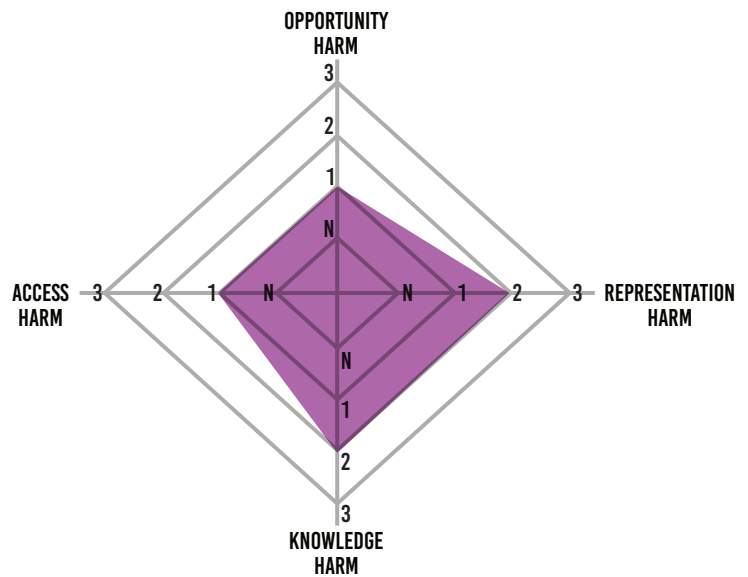 OPPORTUNITY
HARM
3
2
1
N
ACCESS
HARM
3 2 1 N N 1 2 3
REPRESENTATION
HARM
N
1
2
3
KNOWLEDGE
HARM